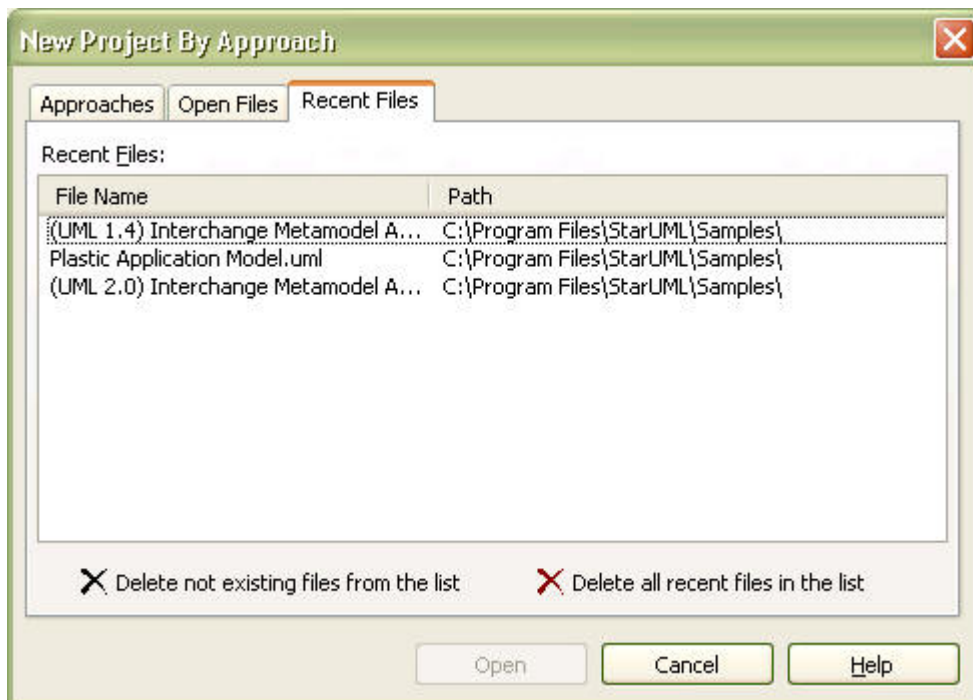 New Project By Approach
Approaches Open Files Recent Files
Recent Files:
File Name Path
(UML 1.4) Interchange Metamodel A... C:\Program Files\StarUML\Samples\
Plastic Application Model.uml C:\Program Files\StarUML\Samples\
(UML 2.0) Interchange Metamodel A... C:\Program Files\StarUML\Samples\
Delete not existing files from the list Delete all recent files in the list
Open Cancel Help